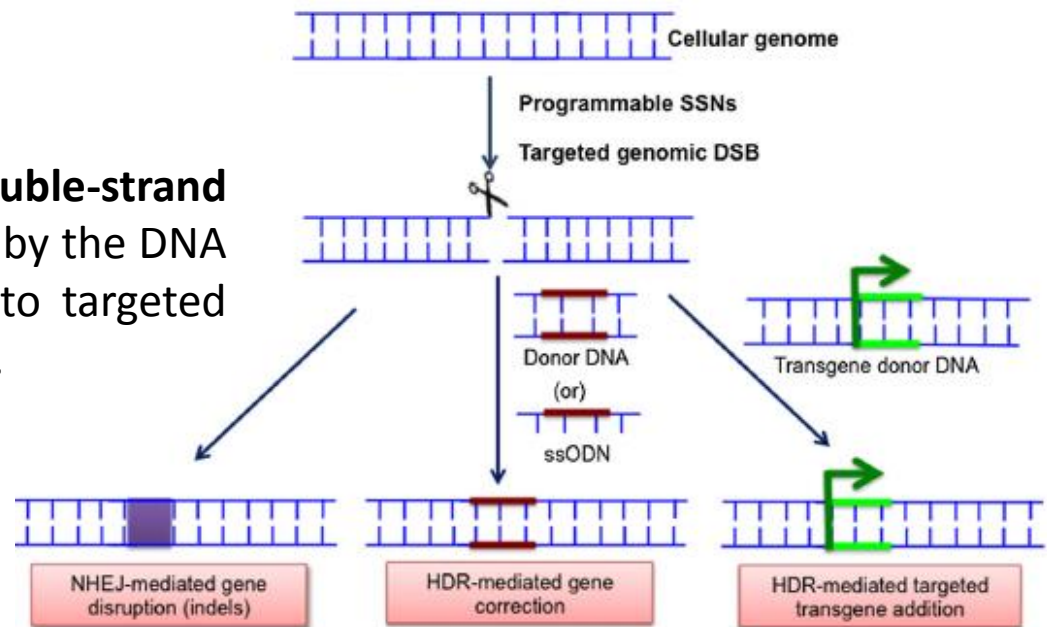 Cellular genome
Programmable SSNs
Targeted genomic DSB
uble-strand
by the DNA
to targeted
Donor DNA
(or)
ssODN
Transgene donor DNA
NHEJ-mediated gene
disruption (indels)
HDR-mediated gene
correction
HDR-mediated targeted
transgene addition